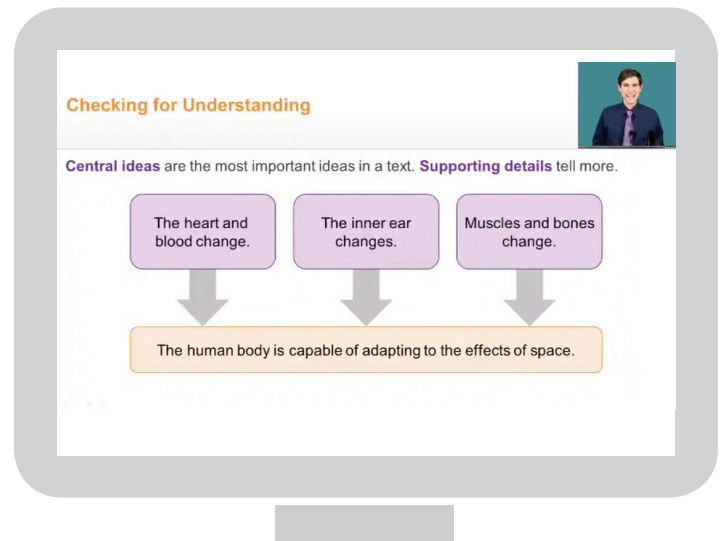 Checking for Understanding
Central ideas are the most important ideas in a text. Supporting details tell more.
The heart and
blood change.
The inner ear
changes.
Muscles and bones
change.
The human body is capable of adapting to the effects of space.